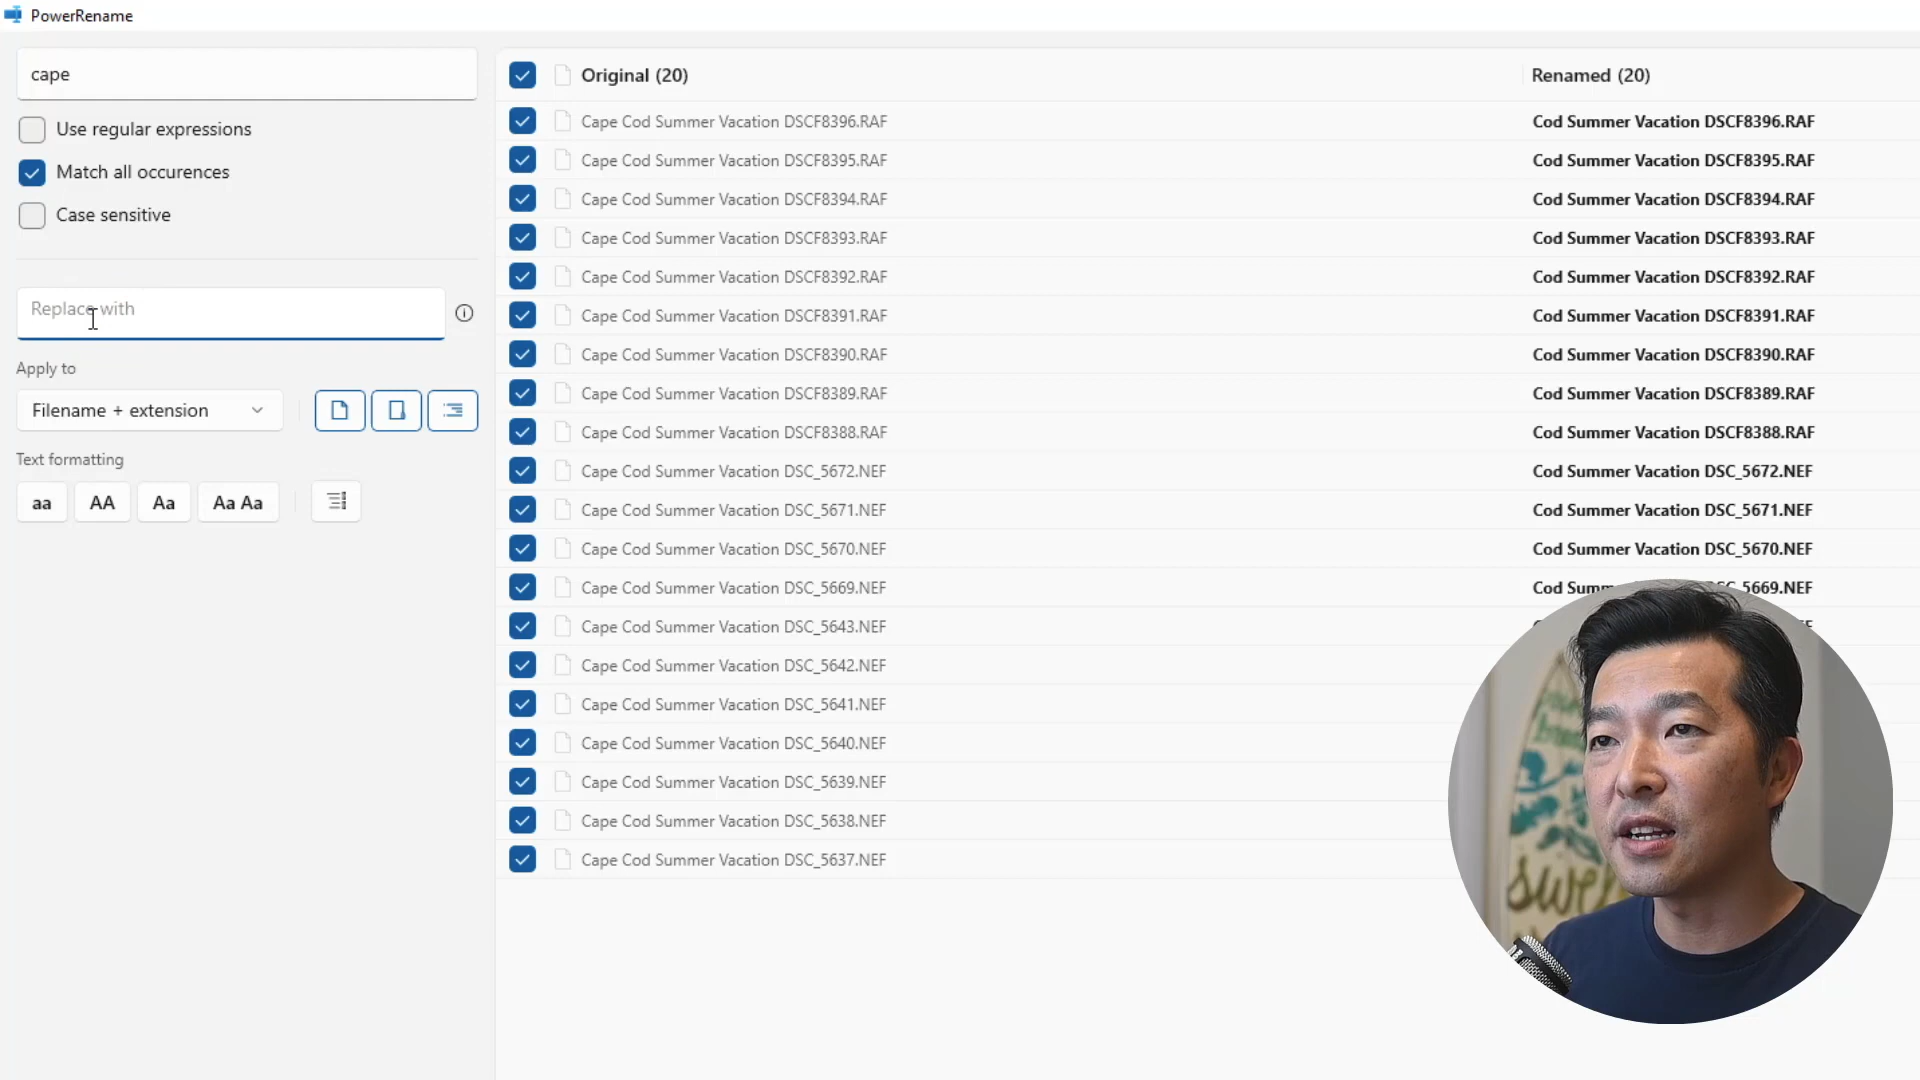 PowerRename
cape
Use regular expressions
Match all occurences
Case sensitive
Replace with
Apply to
Filename + extension
Text formatting
aa AA Aa Aa Aa
Original (20) Renamed (20)
Cape Cod Summer Vacation DSCF8396.RAF Cod Summer Vacation DSCF8396.RAF
Cape Cod Summer Vacation DSCF8395.RAF Cod Summer Vacation DSCF8395.RAF
Cape Cod Summer Vacation DSCF8394.RAF Cod Summer Vacation DSCF8394.RAF
Cape Cod Summer Vacation DSCF8393.RAF Cod Summer Vacation DSCF8393.RAF
Cape Cod Summer Vacation DSCF8392.RAF Cod Summer Vacation DSCF8392.RAF
Cape Cod Summer Vacation DSCF8391.RAF Cod Summer Vacation DSCF8391.RAF
Cape Cod Summer Vacation DSCF8390.RAF Cod Summer Vacation DSCF8390.RAF
Cape Cod Summer Vacation DSCF8389.RAF Cod Summer Vacation DSCF8389.RAF
Cape Cod Summer Vacation DSCF8388.RAF Cod Summer Vacation DSCF8388.RAF
Cape Cod Summer Vacation DSC_5672.NEF Cod Summer Vacation DSC_5672.NEF
Cape Cod Summer Vacation DSC_5671.NEF Cod Summer Vacation DSC_5671.NEF
Cape Cod Summer Vacation DSC_5670.NEF Cod Summer Vacation DSC_5670.NEF
Cape Cod Summer Vacation DSC_5669.NEF Cod 5669.NEF
Cape Cod Summer Vacation DSC_5643.NEF
Cape Cod Summer Vacation DSC_5642.NEF
Cape Cod Summer Vacation DSC_5641.NEF
Cape Cod Summer Vacation DSC_5640.NEF
Cape Cod Summer Vacation DSC_5639.NEF
Cape Cod Summer Vacation DSC_5638.NEF
Cape Cod Summer Vacation DSC_5637.NEF